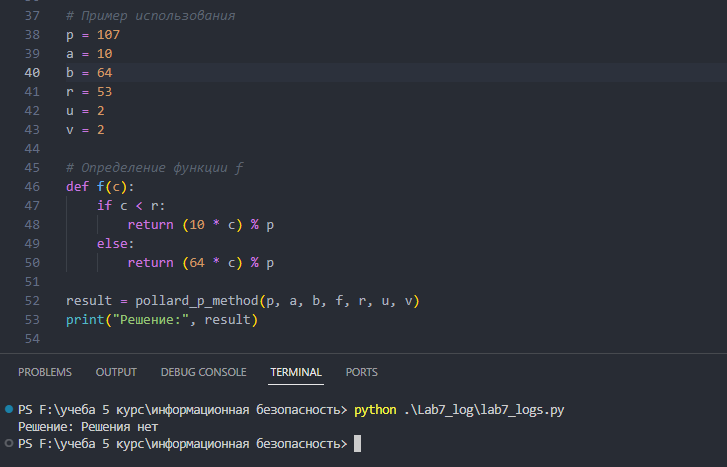 37 # Пример использования
38 p = 107
39 a = 10
40 b = 64
41 r = 53
42 u = 2
43 v = 2
44
45 # Определение функции f
46 def f(c):
47 if c < r:
48 return (10 * c) % p
49 else:
50 return (64 * c) % p
51
52 result = pollard_p_method(p, a, b, f, r, u, v)
53 print("Решение:", result)
54
PROBLEMS OUTPUT DEBUG CONSOLE TERMINAL PORTS
PS F:\учеба 5 курс\информационная безопасность> python .\Lab7_log\lab7_logs.py
Решение: Решения нет
PS F:\учеба 5 курс\информационная безопасность>